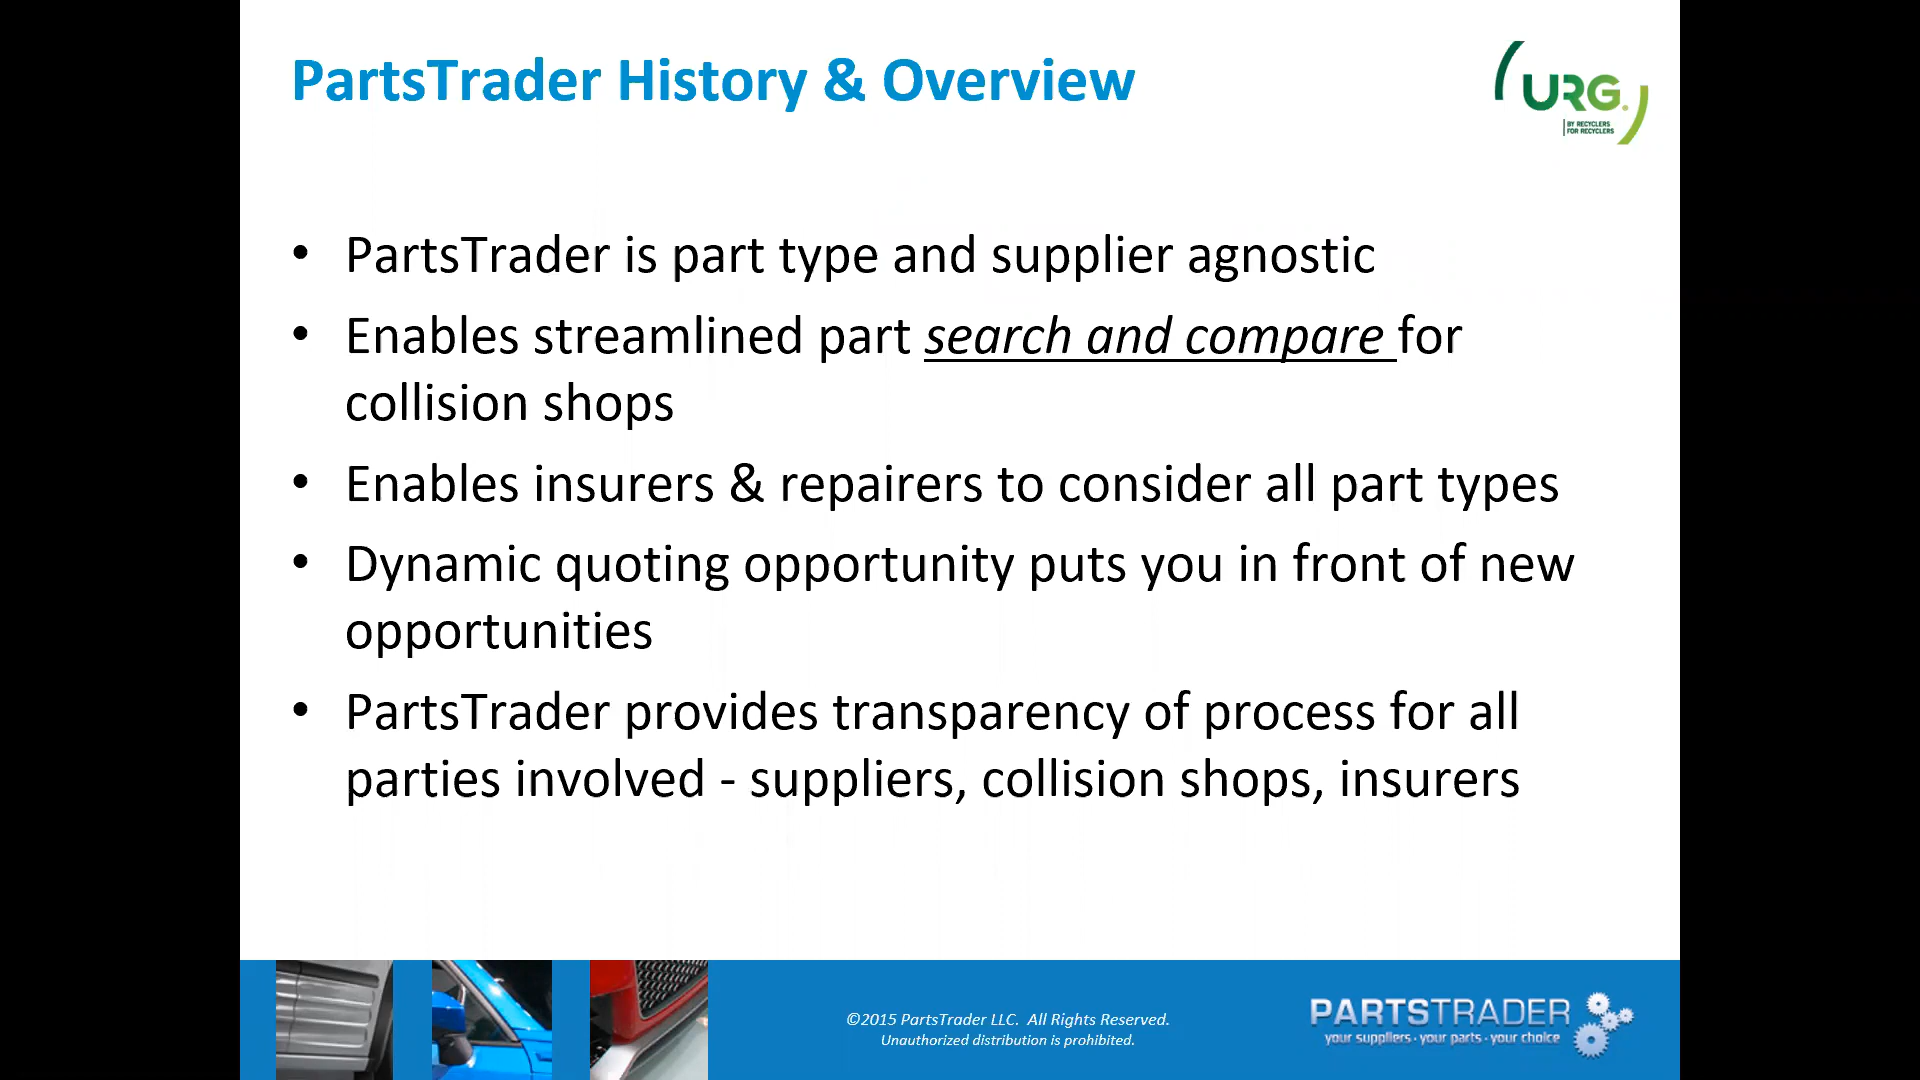 PartsTrader History & Overview
URG.
BY RECYCLERS
FOR RECYCLERS
• PartsTrader is part type and supplier agnostic
• Enables streamlined part search and compare for
collision shops
• Enables insurers & repairers to consider all part types
• Dynamic quoting opportunity puts you in front of new
opportunities
• PartsTrader provides transparency of process for all
parties involved - suppliers, collision shops, insurers
©2015 PartsTrader LLC. All Rights Reserved.
Unauthorized distribution is prohibited.
PARTSTRADER
your suppliers · your parts · your choice